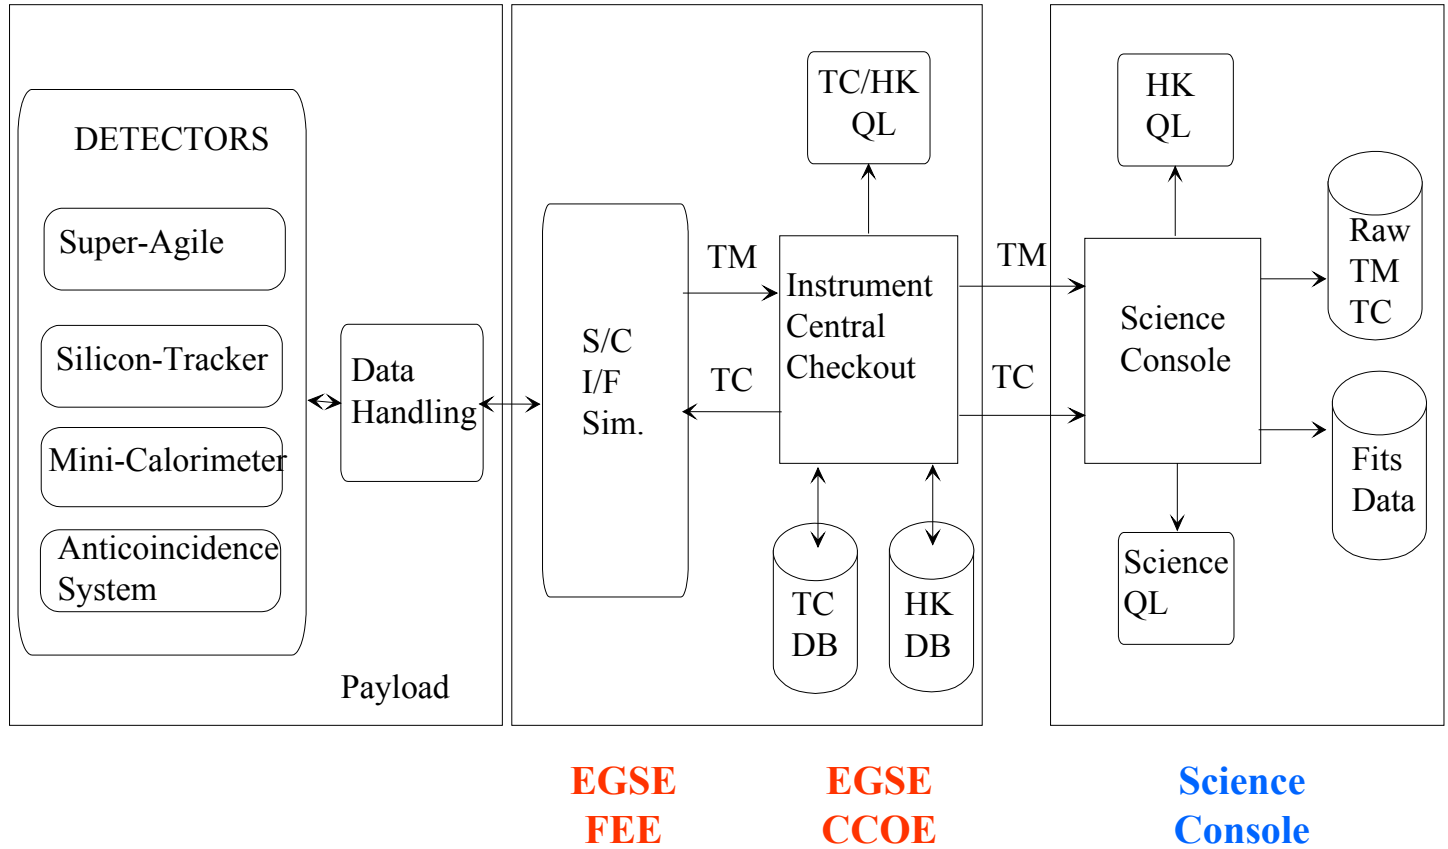 DETECTORS
Super-Agile
Silicon-Tracker
Mini-Calorimeter
Anticoincidence
System
Data
Handling
Payload
S/C
I/F
Sim.
TM
TC
TC/HK
QL
Instrument
Central
Checkout
TC
DB
HK
DB
TM
TC
HK
QL
Science
Console
Science
QL
Raw
TM
TC
Fits
Data
EGSE
FEE
EGSE
CCOE
Science
Console